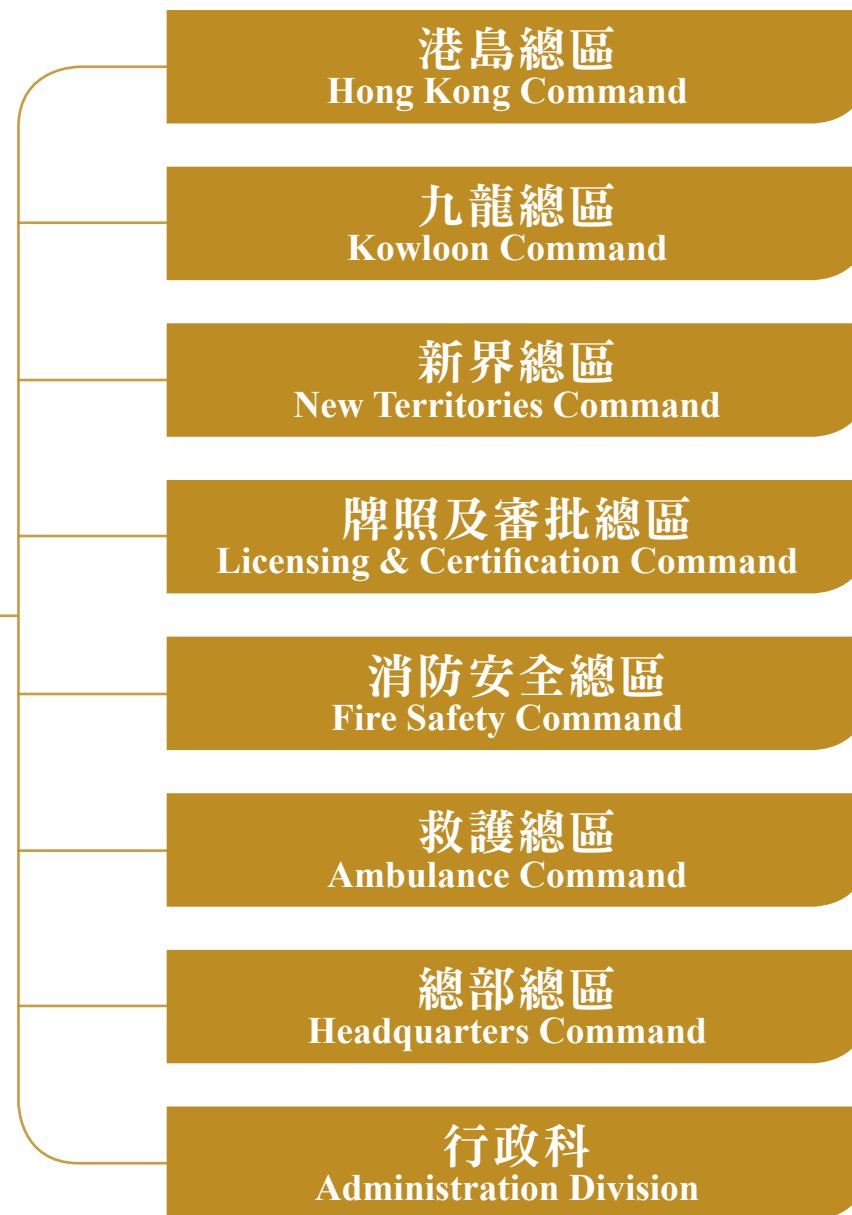 港島總區
Hong Kong Command
九龍總區
Kowloon Command
新界總區
New Territories Command
牌照及審批總區
Licensing & Certification Command
消防安全總區
Fire Safety Command
救護總區
Ambulance Command
總部總區
Headquarters Command
行政科
Administration Division